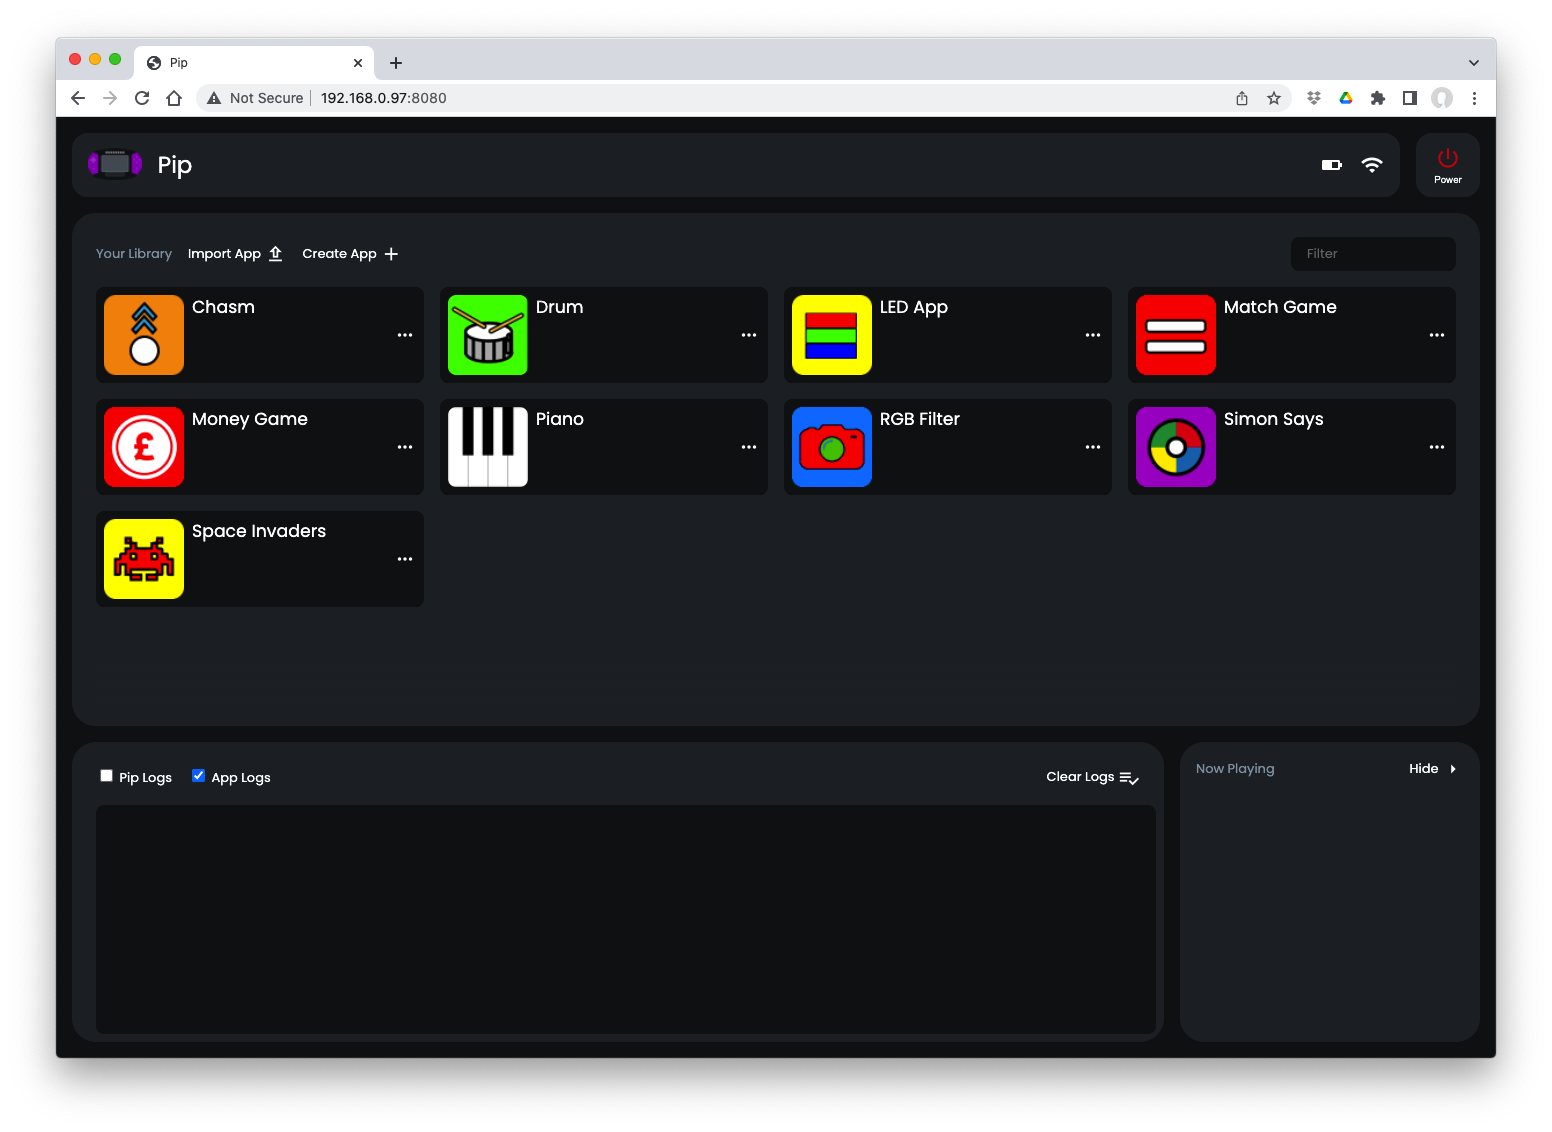 Pip
Not Secure 192.168.0.97:8080
Pip
Power
Your Library Import App Create App Filter
Chasm
Drum
LED App
Match Game
£
Money Game
Piano
RGB Filter
Simon Says
Space Invaders
Pip Logs App Logs Clear Logs
Now Playing Hide